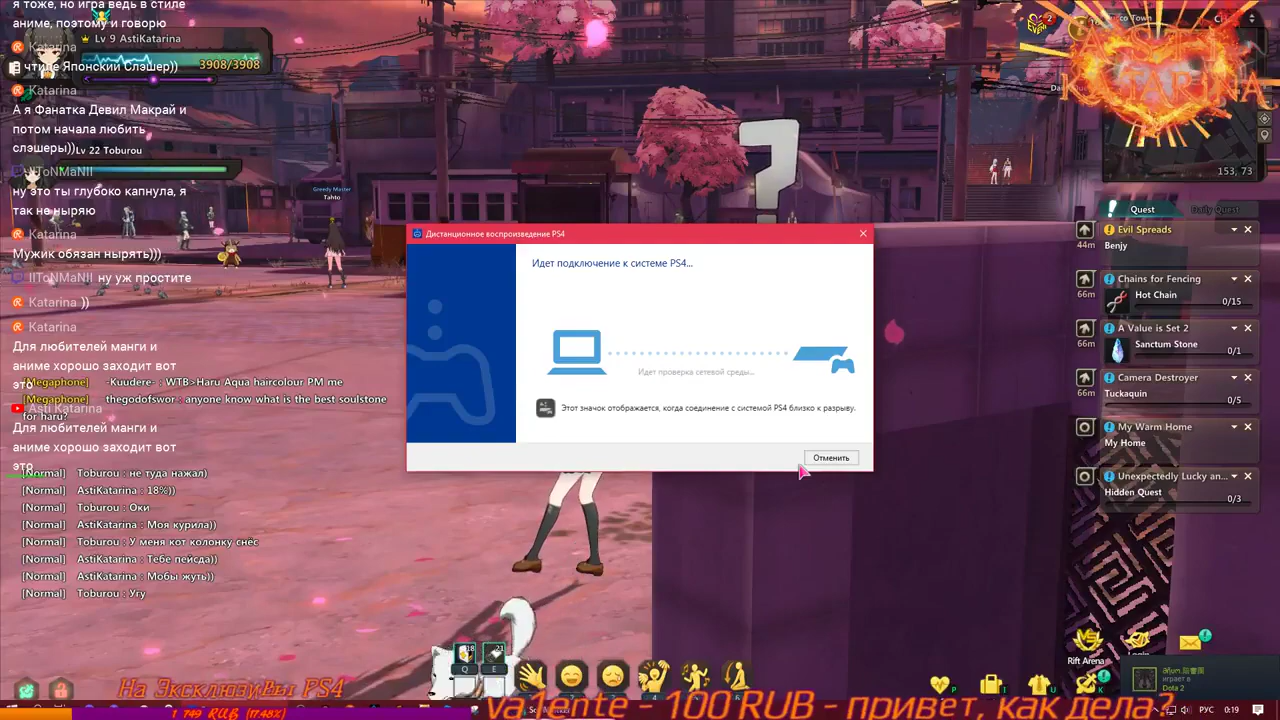 я тоже, но игра ведь в стиле
аниме, поэтому и говорю
Katarina
чтиле Японский Слэшер))
Katarina
А я Фанатка Девил Макрай и
потом начала любить
слэшеры))
IIToNMaNII
ну это ты глубоко капнула, я
так не ныряю
Katarina
Мужик обязан нырять)))
IIToNMaNII ну уж простите
Katarina ))
Katarina
Для любителей манги и
аниме хорошо заходит вот
это
Asti Katarina
Для любителей манги и
аниме хорошо заходит вот
это
Lv 9 AstiKatarina
3908/3908
Lv 22 Toburou
[Megaphone] -Kuudere- : WTB>Haru Aqua haircolour PM me
[Megaphone] thegodofswor : anyone know what is the best soulstone
for haru?
[Normal] Toburou : не туда нажал)
[Normal] AstiKatarina : 18%))
[Normal] Toburou : Оки
[Normal] AstiKatarina : Моя курила))
[Normal] Toburou : У меня кот колонку снёс
[Normal] AstiKatarina : Тебе пейсда))
[Normal] AstiKatarina : Мобы жуть))
[Normal] Toburou : Угу
Greedy Master
Tahto
Дистанционное воспроизведение PS4
Идет подключение к системе PS4...
Идет проверка сетевой среды...
Этот значок отображается, когда соединение с системой PS4 близко к разрыву.
Отменить
153, 73
Quest
Daily Quest
Evil Spreads
Benjy
44m
Chains for Fencing
Hot Chain
0/15
66m
A Value is Set 2
Sanctum Stone
0/1
66m
Camera Destroyer
Tuckaquin
0/5
66m
My Warm Home
My Home
Unexpectedly Lucky an...
Hidden Quest
0/3
18
21
Q
E
Rift Arena
Login
P
I
U
K
играет в
Dota 2
На Эксклюзивы PS4
1 749 RUB (17.48%)
va1ente - 100 RUB - привет, как дела?
РУС
0:19